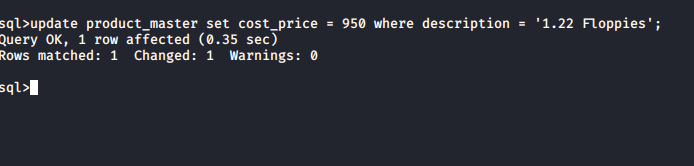 sql>update product_master set cost_price = 950 where description = '1.22 Floppies';
Query OK, 1 row affected (0.35 sec)
Rows matched: 1  Changed: 1  Warnings: 0
sql>